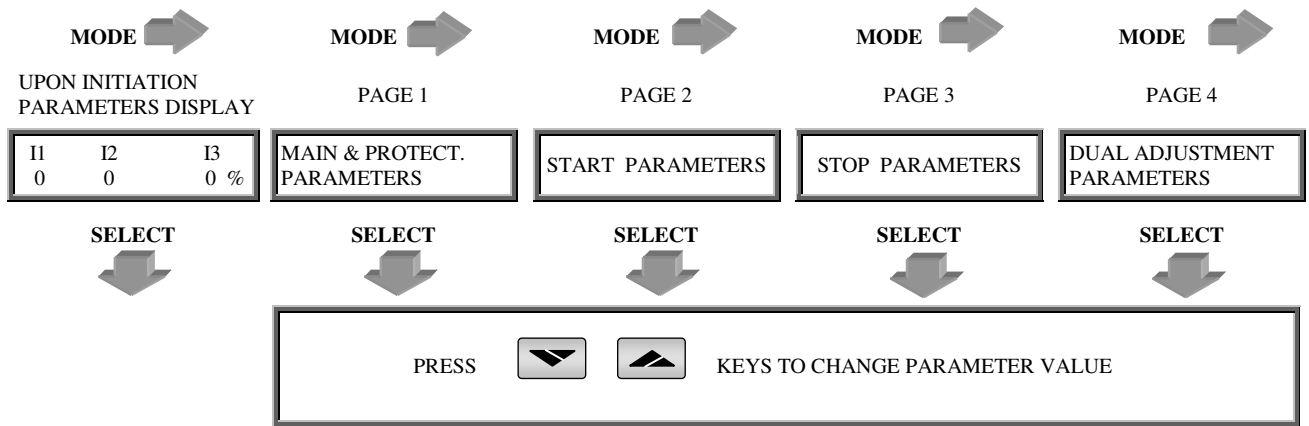 MODE MODE MODE MODE MODE
UPON INITIATION
PARAMETERS DISPLAY
PAGE 1 PAGE 2 PAGE 3 PAGE 4
I1 I2 I3
0 0 0 %
MAIN & PROTECT.
PARAMETERS
START PARAMETERS
STOP PARAMETERS
DUAL ADJUSTMENT
PARAMETERS
SELECT SELECT SELECT SELECT SELECT
PRESS KEYS TO CHANGE PARAMETER VALUE